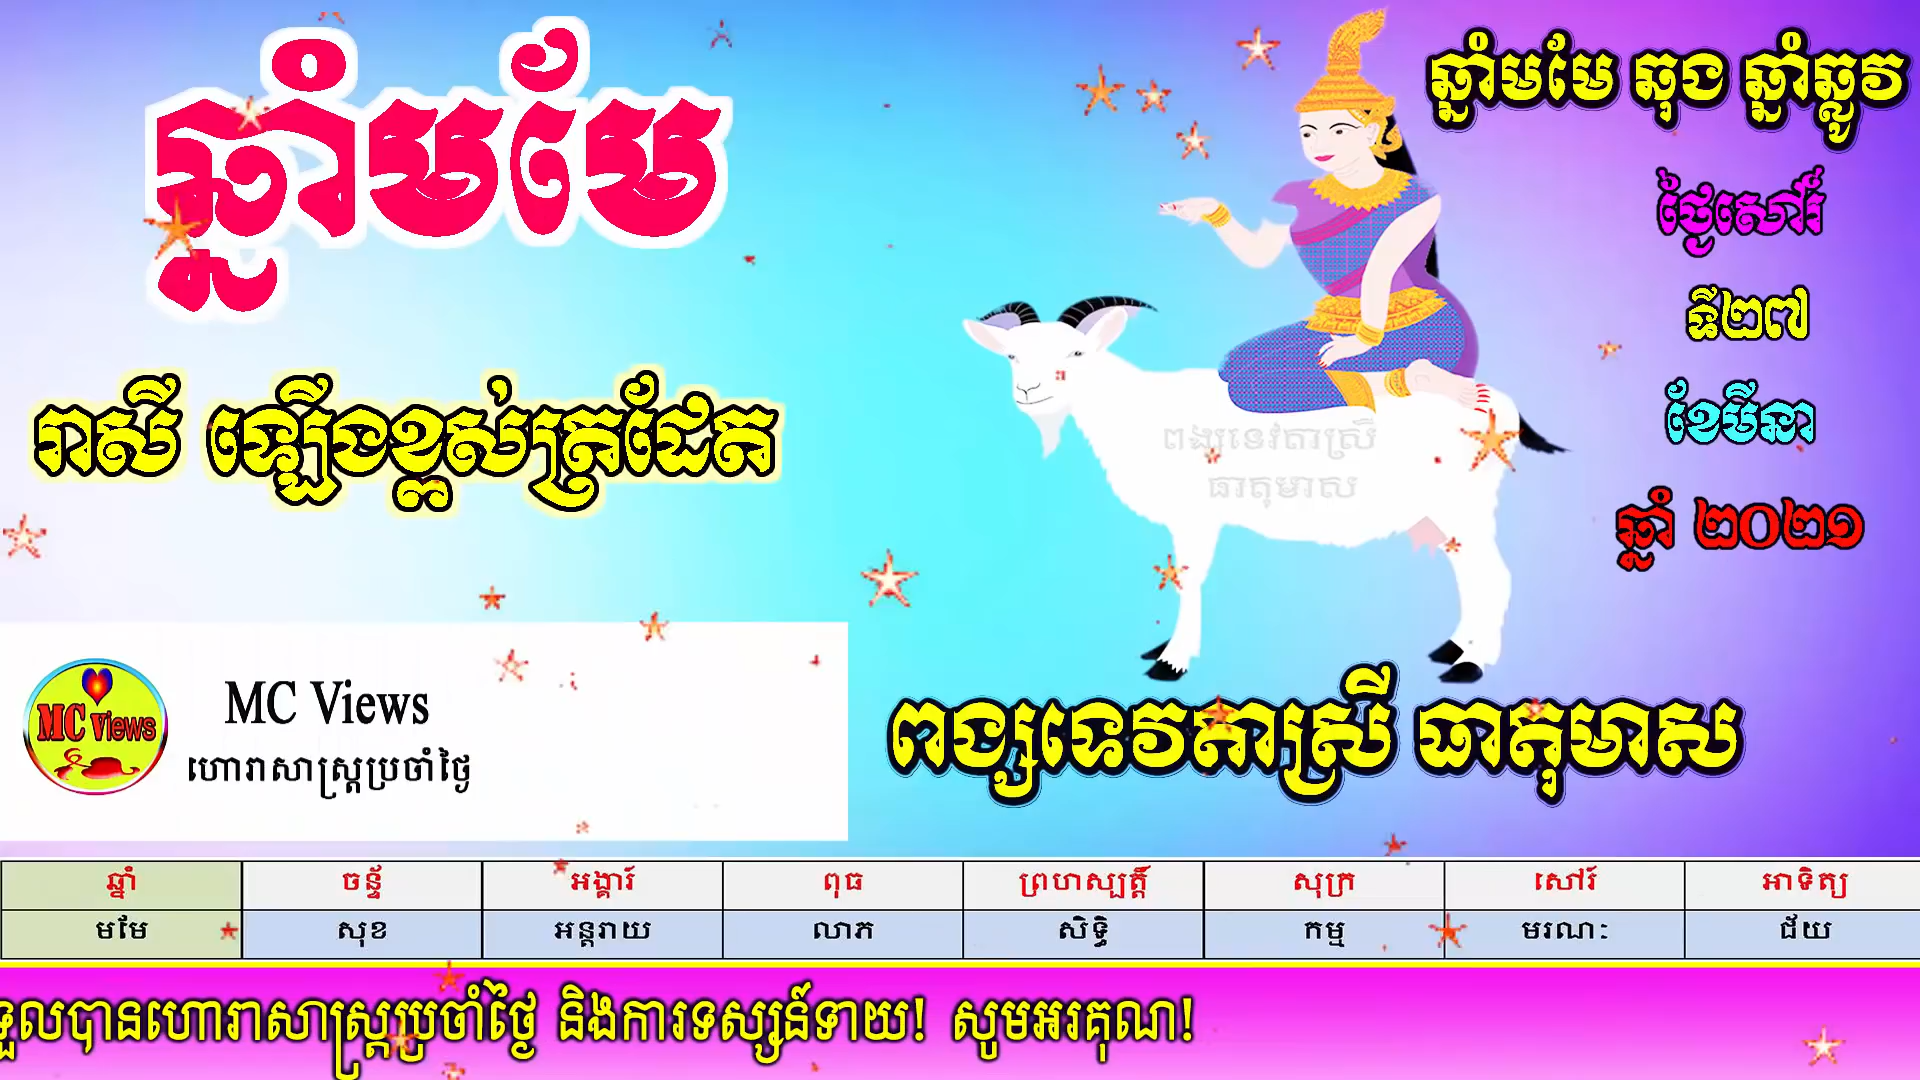 ឆ្នាំមមែ
រាសី ឡើងខ្ពស់ត្រដែត
ឆ្នាំមមែ ឆុង ឆ្នាំឆ្លូវ
ថ្ងៃសៅរ៍
ទី២៧
ខែមីនា
ឆ្នាំ ២០២១
ពង្សទេវតាស្រី
ធាតុមាស
MC Views
MC Views
ហោរាសាស្ត្រប្រចាំថ្ងៃ
ពង្សទេវតាស្រី ធាតុមាស
ឆ្នាំ ចន្ទ័ អង្គារ៍ ពុធ ព្រហស្បត្តិ៍ សុក្រ សៅរ៍ អាទិត្យ
មមែ សុខ អន្តរាយ លាភ សិទ្ធិ កម្ម មរណៈ ជ័យ
ទួលបានហោរាសាស្ត្រប្រចាំថ្ងៃ និងការទស្សន៍ទាយ! សូមអរគុណ!